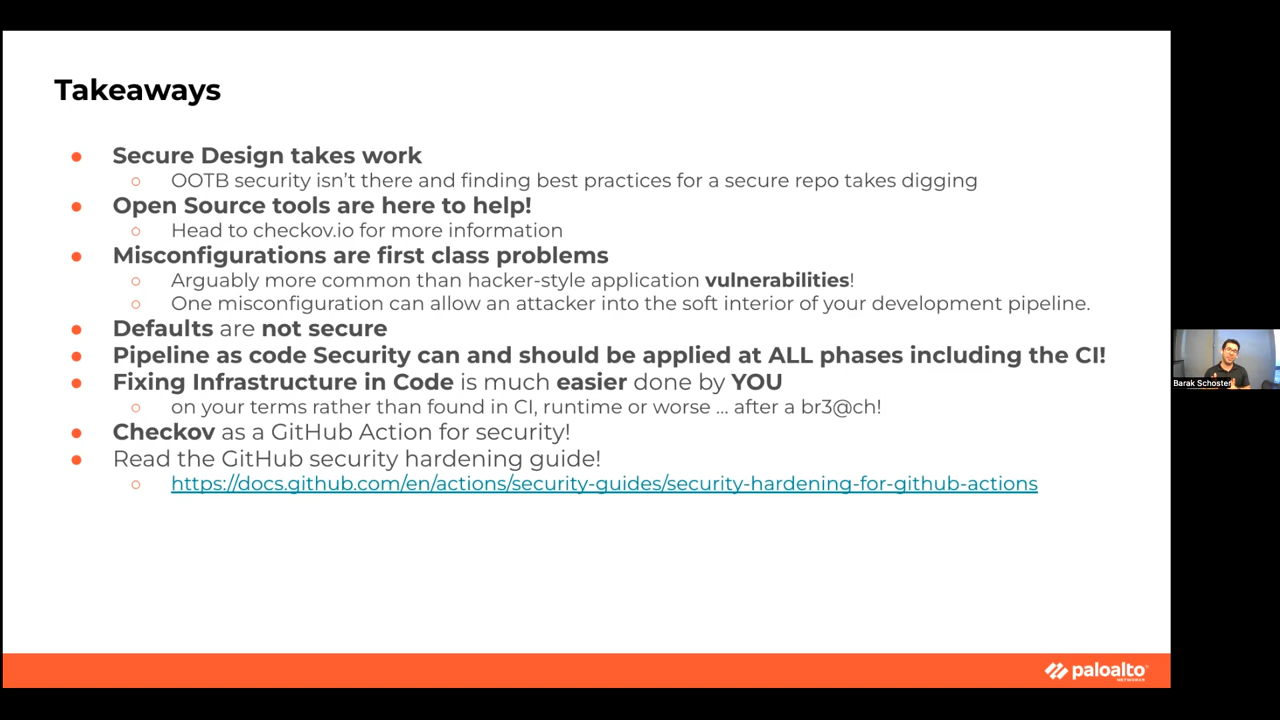 Takeaways
● Secure Design takes work
○ OOTB security isn't there and finding best practices for a secure repo takes digging
● Open Source tools are here to help!
○ Head to checkov.io for more information
● Misconfigurations are first class problems
○ Arguably more common than hacker-style application vulnerabilities!
○ One misconfiguration can allow an attacker into the soft interior of your development pipeline.
● Defaults are not secure
● Pipeline as code Security can and should be applied at ALL phases including the CI!
● Fixing Infrastructure in Code is much easier done by YOU
○ on your terms rather than found in CI, runtime or worse ... after a br3@ch!
● Checkov as a GitHub Action for security!
● Read the GitHub security hardening guide!
○ https://docs.github.com/en/actions/security-guides/security-hardening-for-github-actions
Barak Schoster
paloalto
NETWORKS